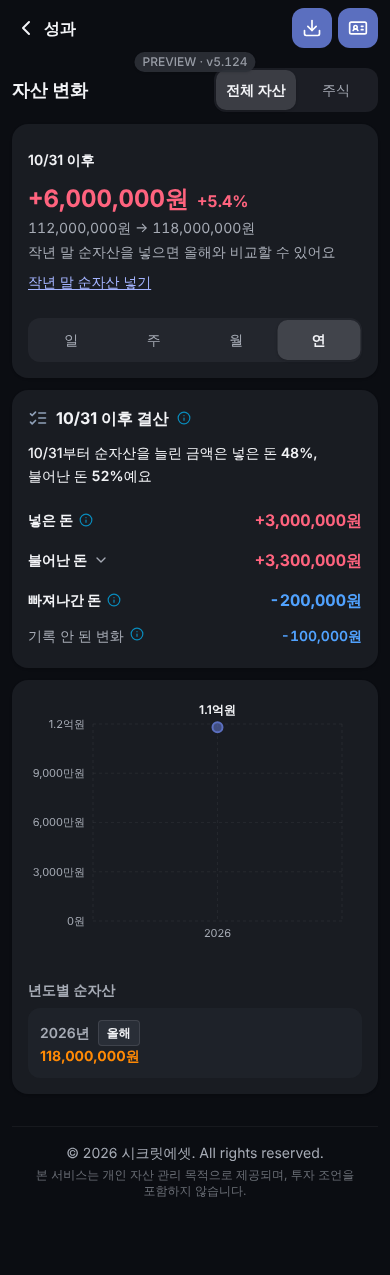 성과
PREVIEW · v5.124
자산 변화
전체 자산
주식
10/31 이후
+6,000,000원 +5.4%
112,000,000원 → 118,000,000원
작년 말 순자산을 넣으면 올해와 비교할 수 있어요
작년 말 순자산 넣기
일
주
월
연
10/31 이후 결산
10/31부터 순자산을 늘린 금액은 넣은 돈 48%,
불어난 돈 52%예요
넣은 돈
+3,000,000원
불어난 돈
+3,300,000원
빠져나간 돈
-200,000원
기록 안 된 변화
-100,000원
1.1억원
1.2억원
9,000만원
6,000만원
3,000만원
0원
2026
년도별 순자산
2026년 올해
118,000,000원
© 2026 시크릿에셋. All rights reserved.
본 서비스는 개인 자산 관리 목적으로 제공되며, 투자 조언을
포함하지 않습니다.